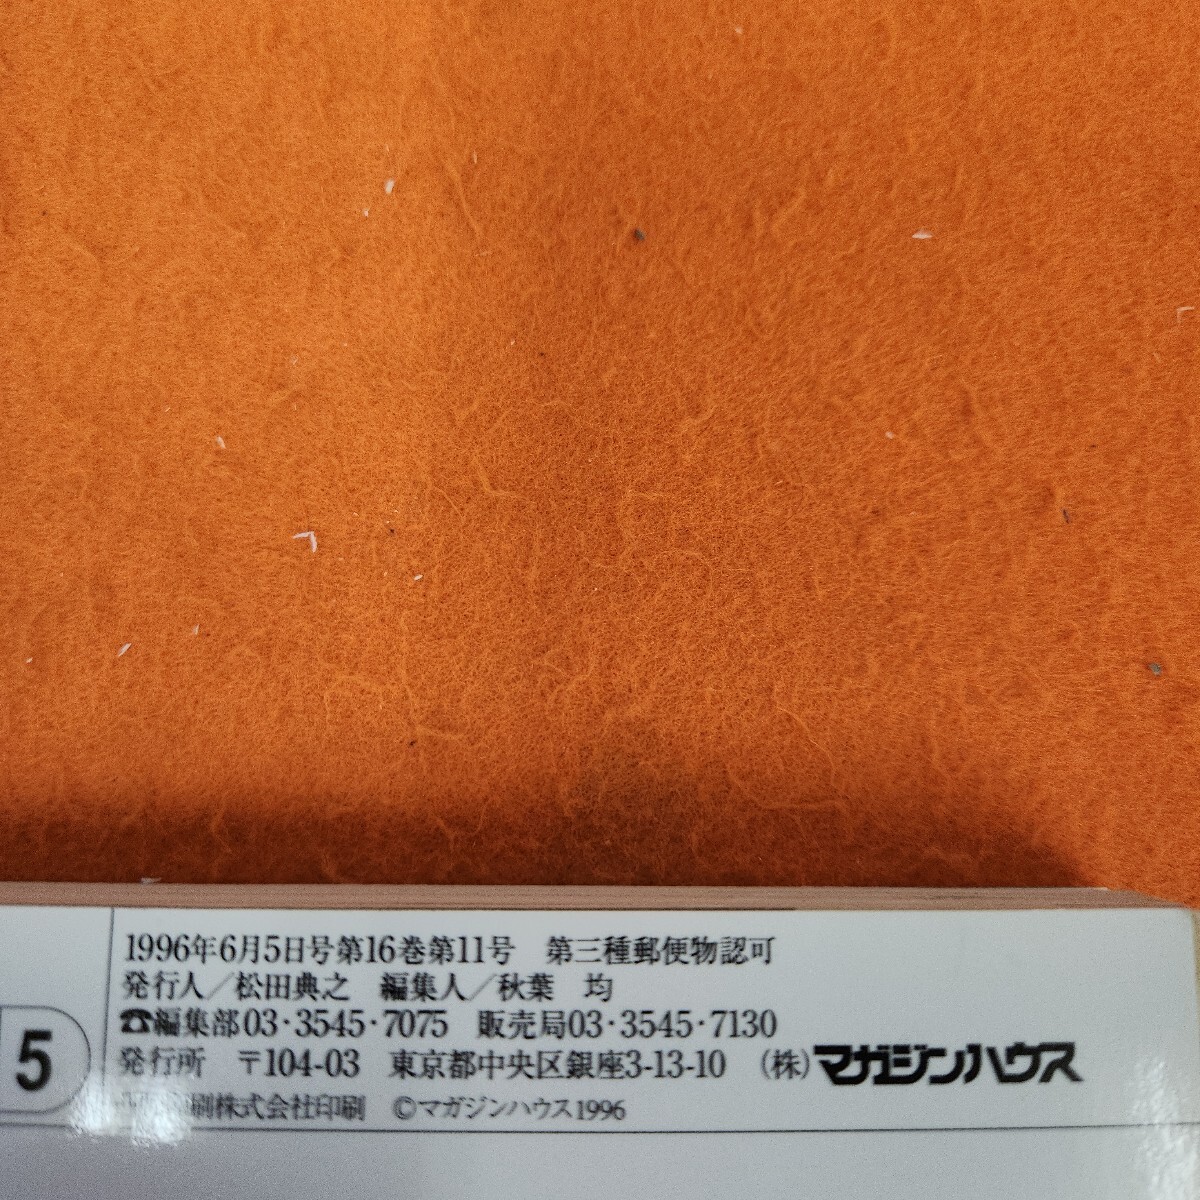 1996年6月5日号第16巻第11号　第三種郵便物認可
発行人／松田典之　編集人／秋葉　均
☎編集部03・3545・7075　販売局03・3545・7130
発行所　〒104-03　東京都中央区銀座3-13-10　(株)マガジンハウス
刷株式会社印刷　©マガジンハウス1996
5